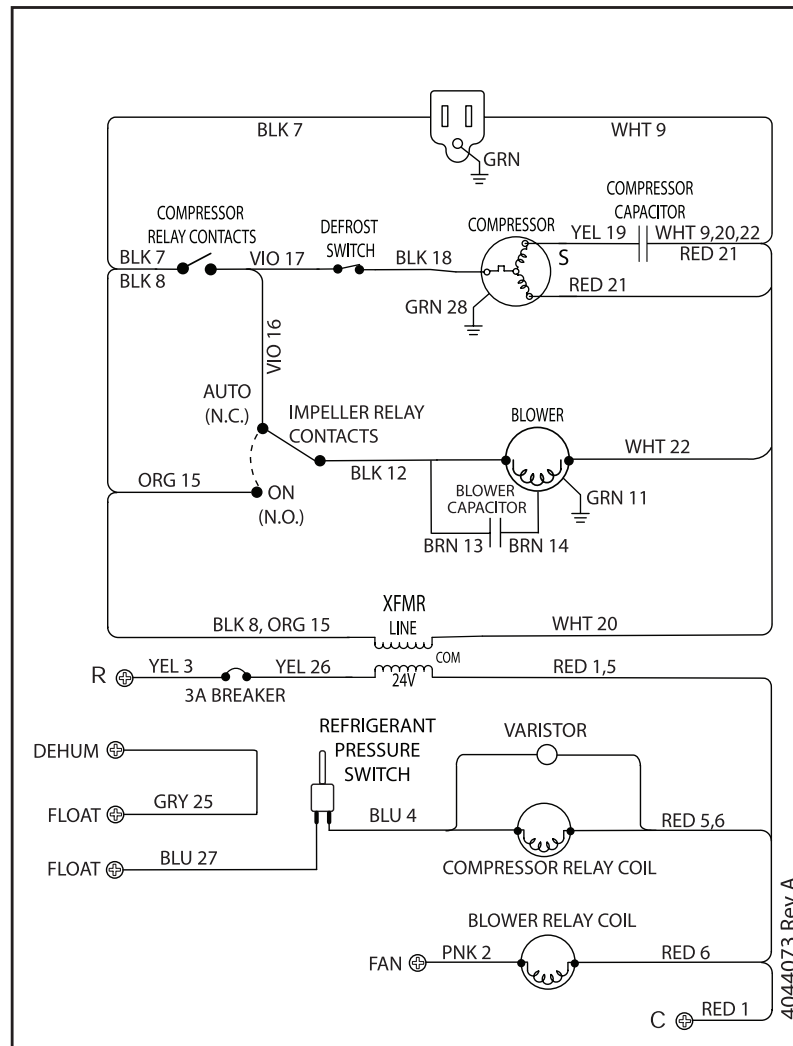 BLK 7
WHT 9
GRN
COMPRESSOR
RELAY CONTACTS
DEFROST
SWITCH
COMPRESSOR
COMPRESSOR
CAPACITOR
YEL 19
WHT 9,20,22
S
RED 21
BLK 7
BLK 8
VIO 17
BLK 18
RED 21
GRN 28
VIO 16
AUTO
(N.C.)
IMPELLER RELAY
CONTACTS
BLOWER
WHT 22
BLK 12
ORG 15
ON
(N.O.)
BLOWER
CAPACITOR
GRN 11
BRN 13
BRN 14
XFMR
BLK 8, ORG 15
LINE
WHT 20
COM
R
YEL 3
YEL 26
24V
RED 1,5
3A BREAKER
REFRIGERANT
PRESSURE
SWITCH
VARISTOR
DEHUM
GRY 25
FLOAT
BLU 4
RED 5,6
FLOAT
BLU 27
COMPRESSOR RELAY COIL
BLOWER RELAY COIL
FAN
PNK 2
RED 6
C
RED 1
4044073 Rev A